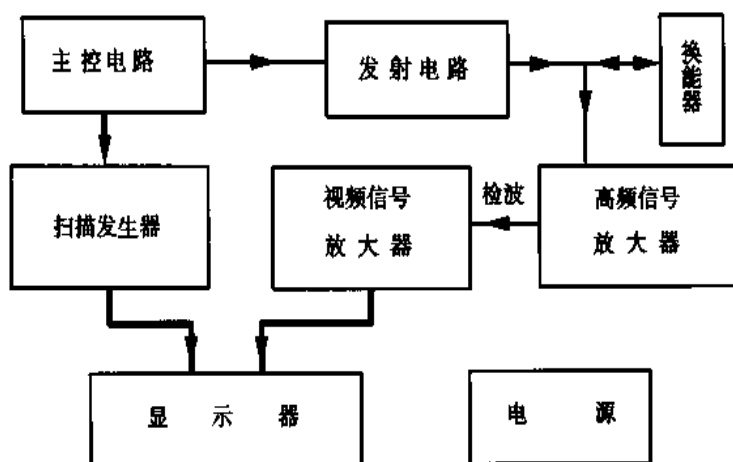 主控电路
发射电路
换能器
扫描发生器
视频信号
放大器
检波
高频信号
放大器
显示器
电源